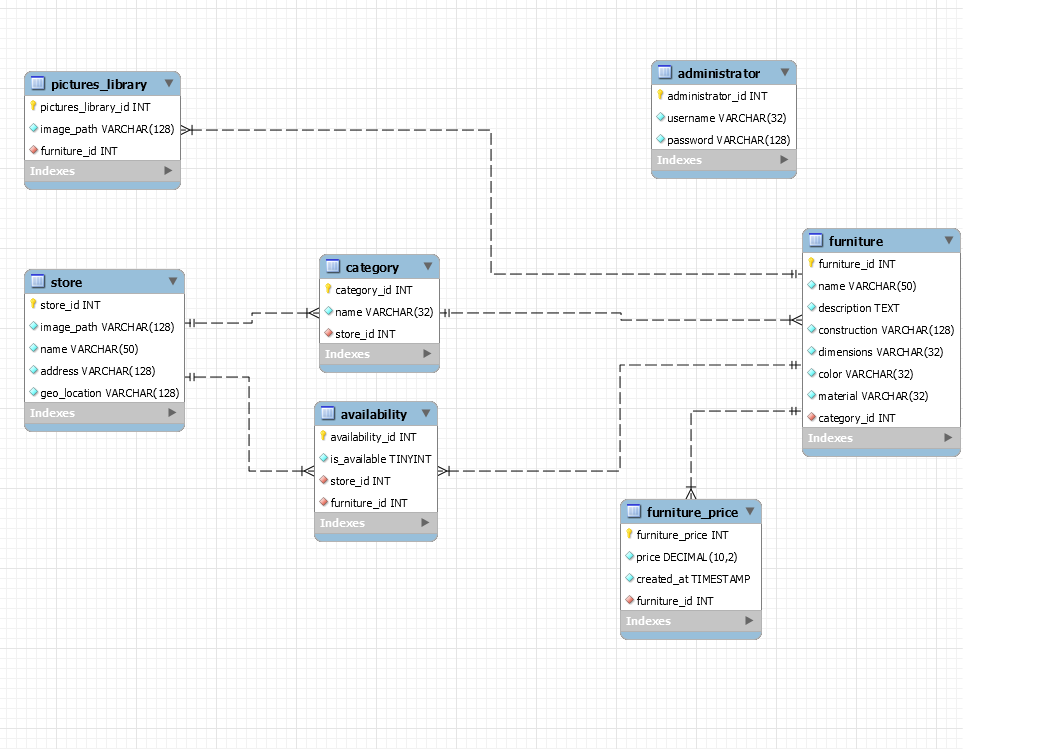 pictures_library
pictures_library_id INT
image_path VARCHAR(128)
furniture_id INT
Indexes
administrator
administrator_id INT
username VARCHAR(32)
password VARCHAR(128)
Indexes
furniture
furniture_id INT
name VARCHAR(50)
description TEXT
construction VARCHAR(128)
dimensions VARCHAR(32)
color VARCHAR(32)
material VARCHAR(32)
category_id INT
Indexes
store
store_id INT
image_path VARCHAR(128)
name VARCHAR(50)
address VARCHAR(128)
geo_location VARCHAR(128)
Indexes
category
category_id INT
name VARCHAR(32)
store_id INT
Indexes
availability
availability_id INT
is_available TINYINT
store_id INT
furniture_id INT
Indexes
furniture_price
furniture_price INT
price DECIMAL(10,2)
created_at TIMESTAMP
furniture_id INT
Indexes